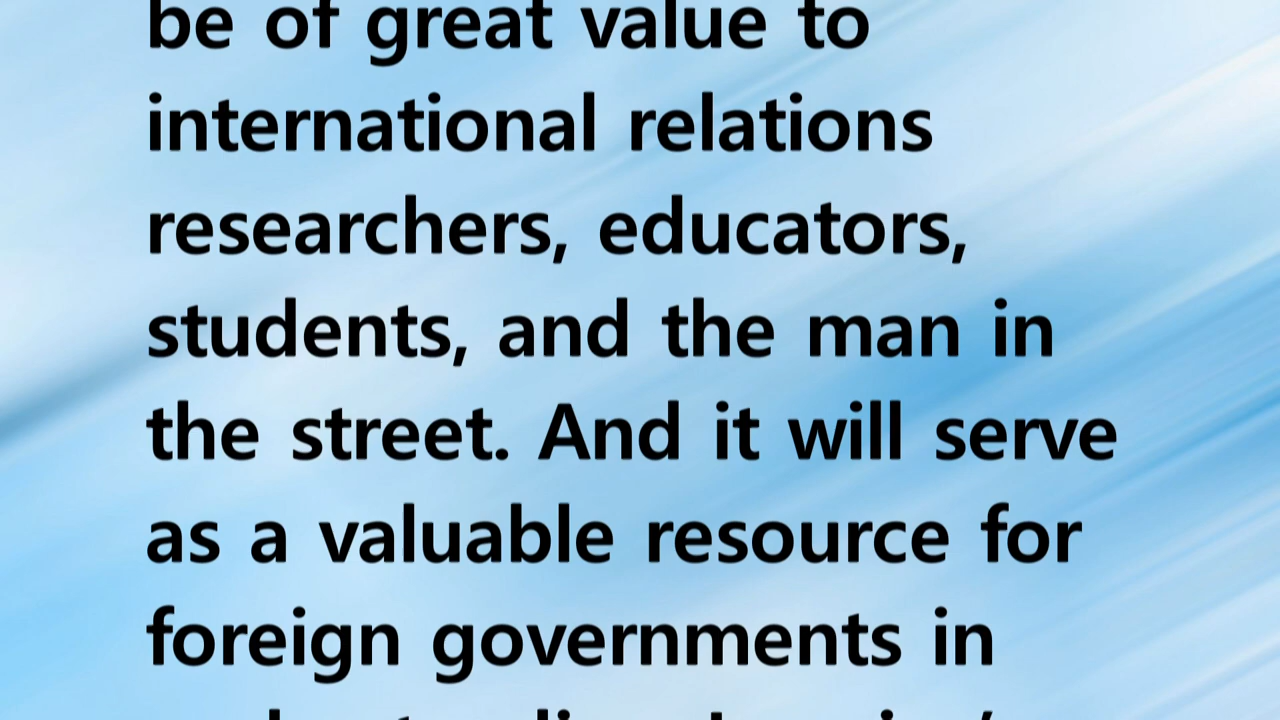 be of great value to
international relations
researchers, educators,
students, and the man in
the street. And it will serve
as a valuable resource for
foreign governments in